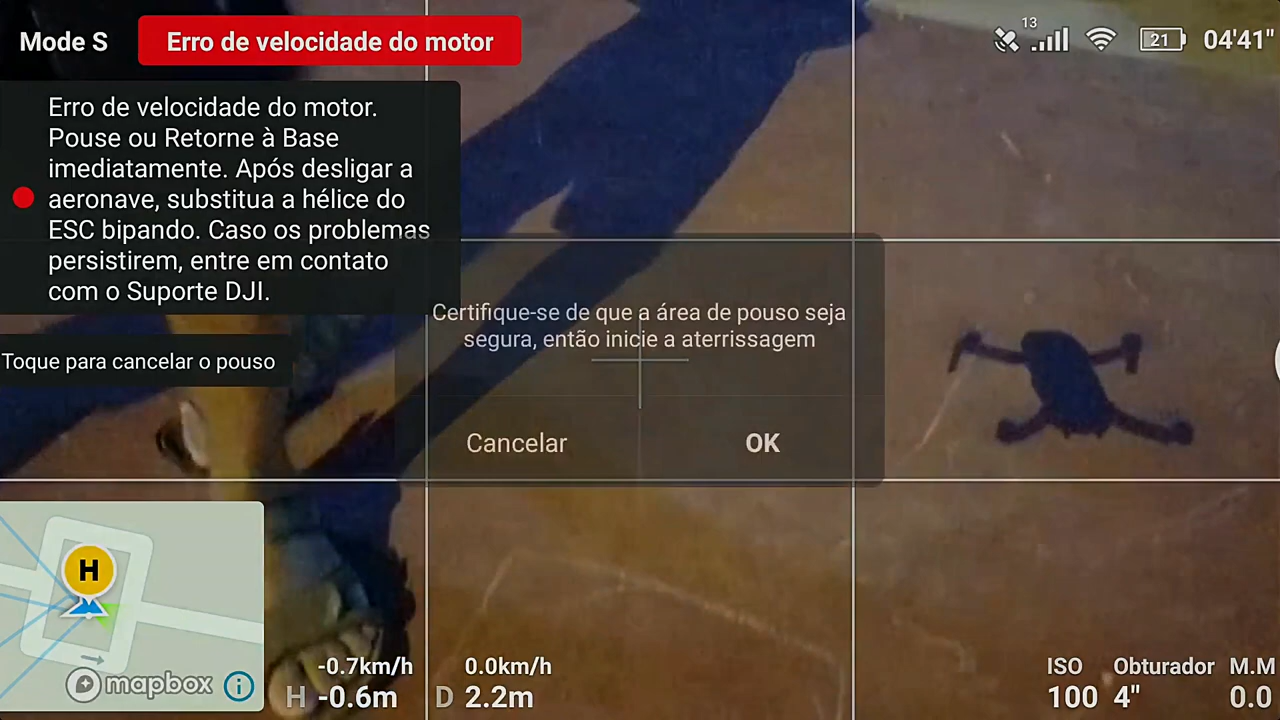 Mode S
Erro de velocidade do motor
13
21
04'41"
Erro de velocidade do motor.
Pouse ou Retorne à Base
imediatamente. Após desligar a
aeronave, substitua a hélice do
ESC bipando. Caso os problemas
persistirem, entre em contato
com o Suporte DJI.
Certifique-se de que a área de pouso seja
segura, então inicie a aterrissagem
Toque para cancelar o pouso
Cancelar
OK
H
mapbox
i
-0.7km/h
0.0km/h
H -0.6m
D 2.2m
ISO
Obturador
M.M
100
4"
0.0